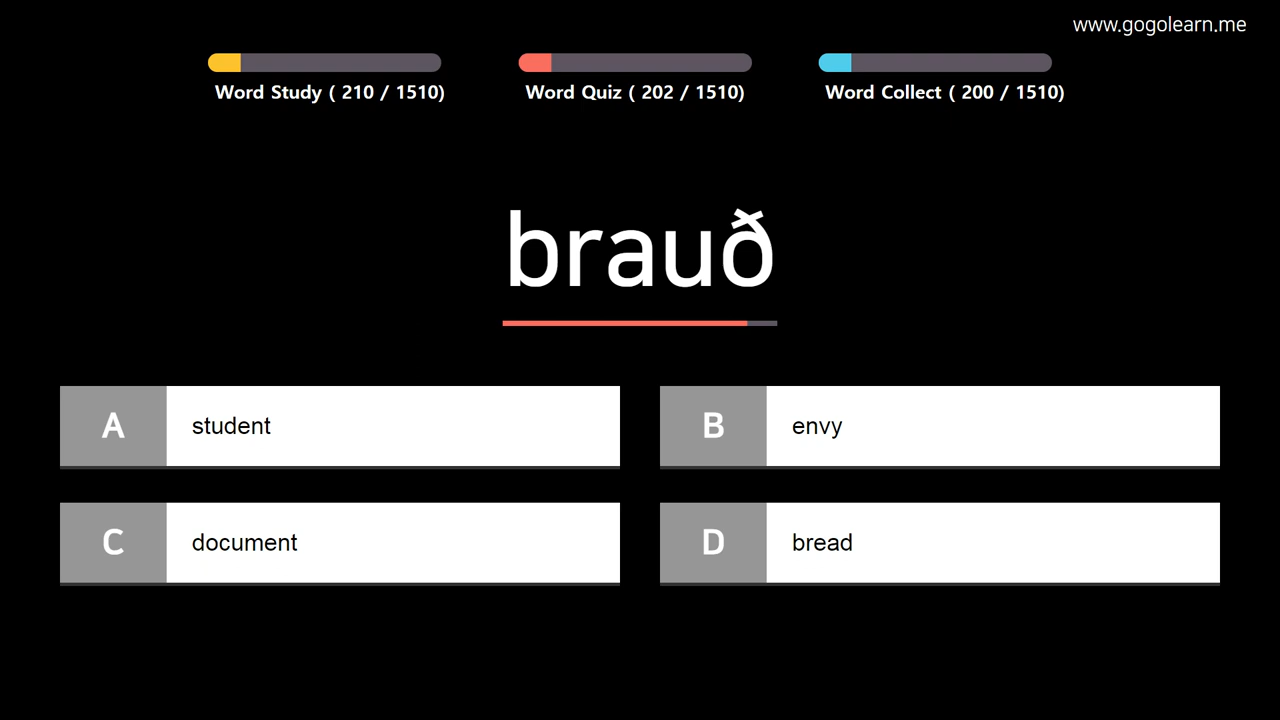 www.gogolearn.me
Word Study ( 210 / 1510)
Word Quiz ( 202 / 1510)
Word Collect ( 200 / 1510)
brauð
A student
B envy
C document
D bread